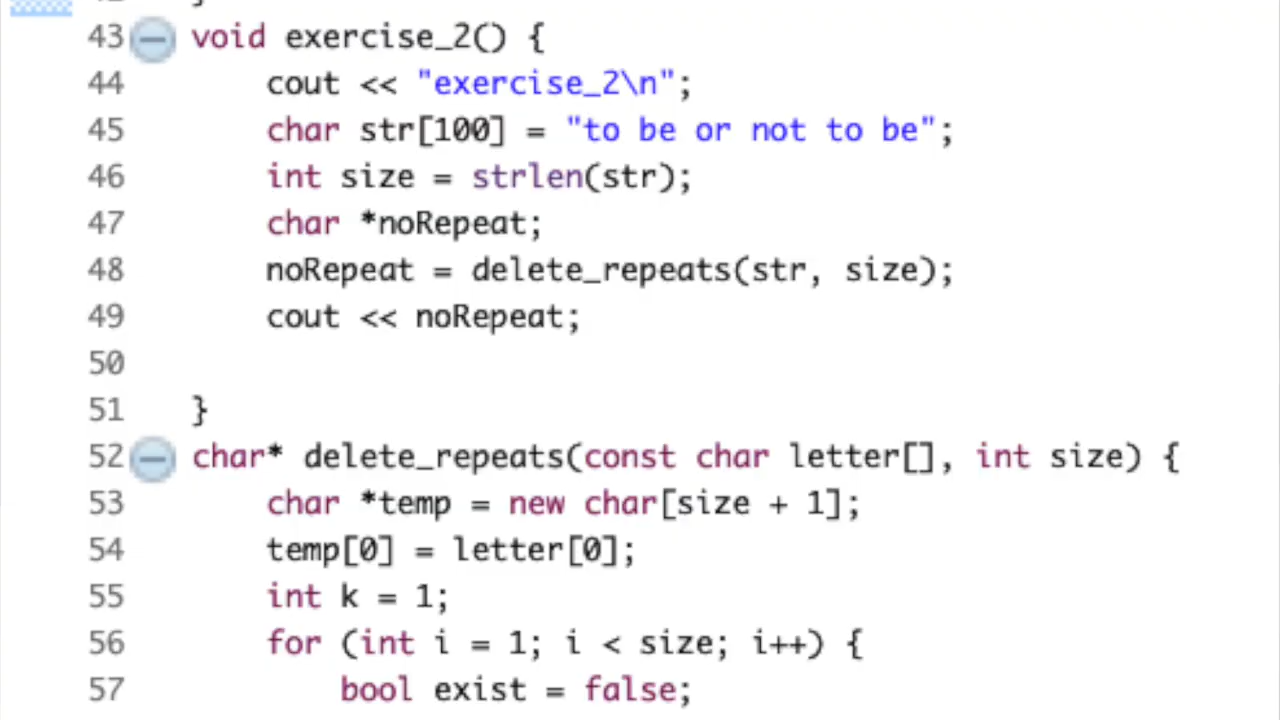 43 void exercise_2() {
44 cout << "exercise_2\n";
45 char str[100] = "to be or not to be";
46 int size = strlen(str);
47 char *noRepeat;
48 noRepeat = delete_repeats(str, size);
49 cout << noRepeat;
50
51 }
52 char* delete_repeats(const char letter[], int size) {
53 char *temp = new char[size + 1];
54 temp[0] = letter[0];
55 int k = 1;
56 for (int i = 1; i < size; i++) {
57 bool exist = false;